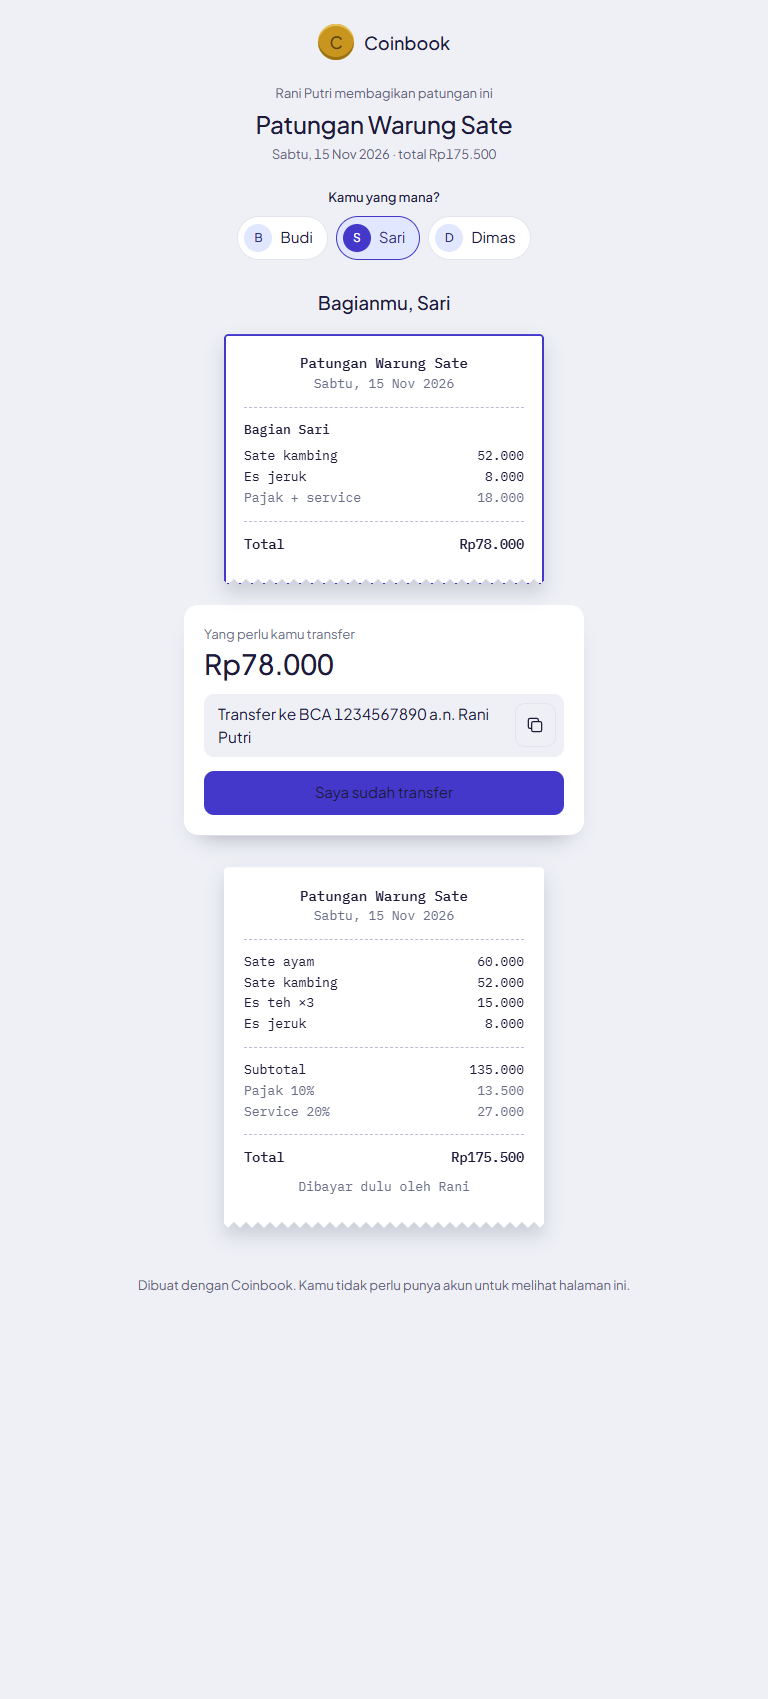 C Coinbook
Rani Putri membagikan patungan ini
Patungan Warung Sate
Sabtu, 15 Nov 2026 · total Rp175.500
Kamu yang mana?
B Budi S Sari D Dimas
Bagianmu, Sari
Patungan Warung Sate
Sabtu, 15 Nov 2026
Bagian Sari
Sate kambing 52.000
Es jeruk 8.000
Pajak + service 18.000
Total Rp78.000
Yang perlu kamu transfer
Rp78.000
Transfer ke BCA 1234567890 a.n. Rani
Putri
Saya sudah transfer
Patungan Warung Sate
Sabtu, 15 Nov 2026
Sate ayam 60.000
Sate kambing 52.000
Es teh ×3 15.000
Es jeruk 8.000
Subtotal 135.000
Pajak 10% 13.500
Service 20% 27.000
Total Rp175.500
Dibayar dulu oleh Rani
Dibuat dengan Coinbook. Kamu tidak perlu punya akun untuk melihat halaman ini.